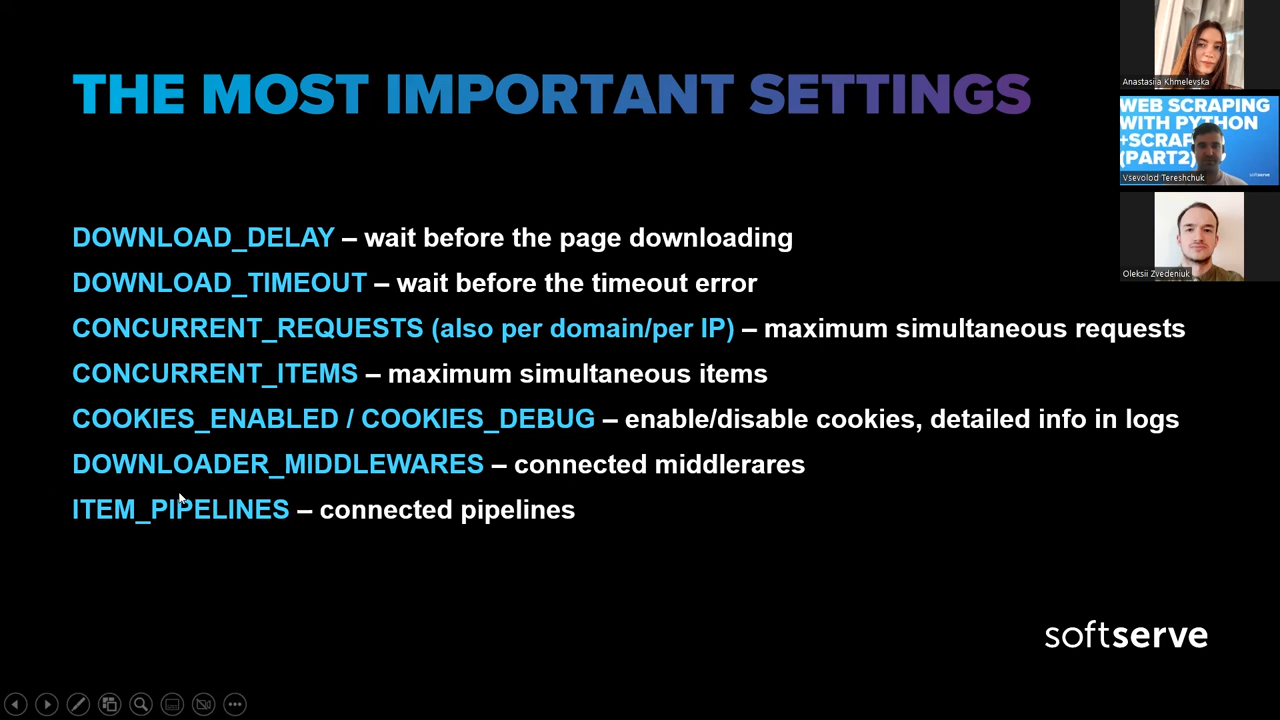 THE MOST IMPORTANT SETTINGS
DOWNLOAD_DELAY – wait before the page downloading
DOWNLOAD_TIMEOUT – wait before the timeout error
CONCURRENT_REQUESTS (also per domain/per IP) – maximum simultaneous requests
CONCURRENT_ITEMS – maximum simultaneous items
COOKIES_ENABLED / COOKIES_DEBUG – enable/disable cookies, detailed info in logs
DOWNLOADER_MIDDLEWARES – connected middlerares
ITEM_PIPELINES – connected pipelines
softserve
Anastasiia Khmelevska
WEB SCRAPING
WITH PYTHON
(PART2)
softserve
Vsevolod Tereshchuk
Oleksii Zvedeniuk